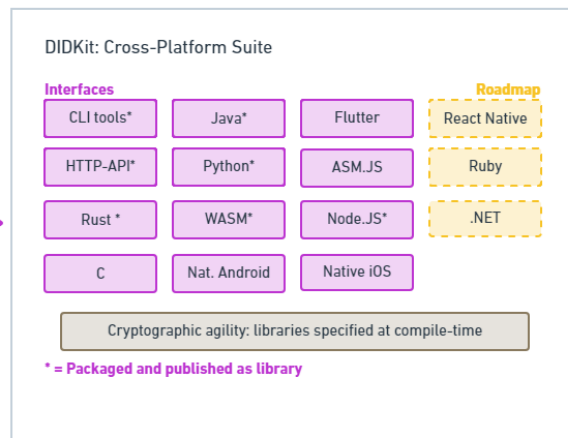 DIDKit: Cross-Platform Suite
Interfaces
Roadmap
CLI tools*
Java*
Flutter
React Native
HTTP-API*
Python*
ASM.JS
Ruby
Rust *
WASM*
Node.JS*
.NET
C
Nat. Android
Native iOS
Cryptographic agility: libraries specified at compile-time
* = Packaged and published as library